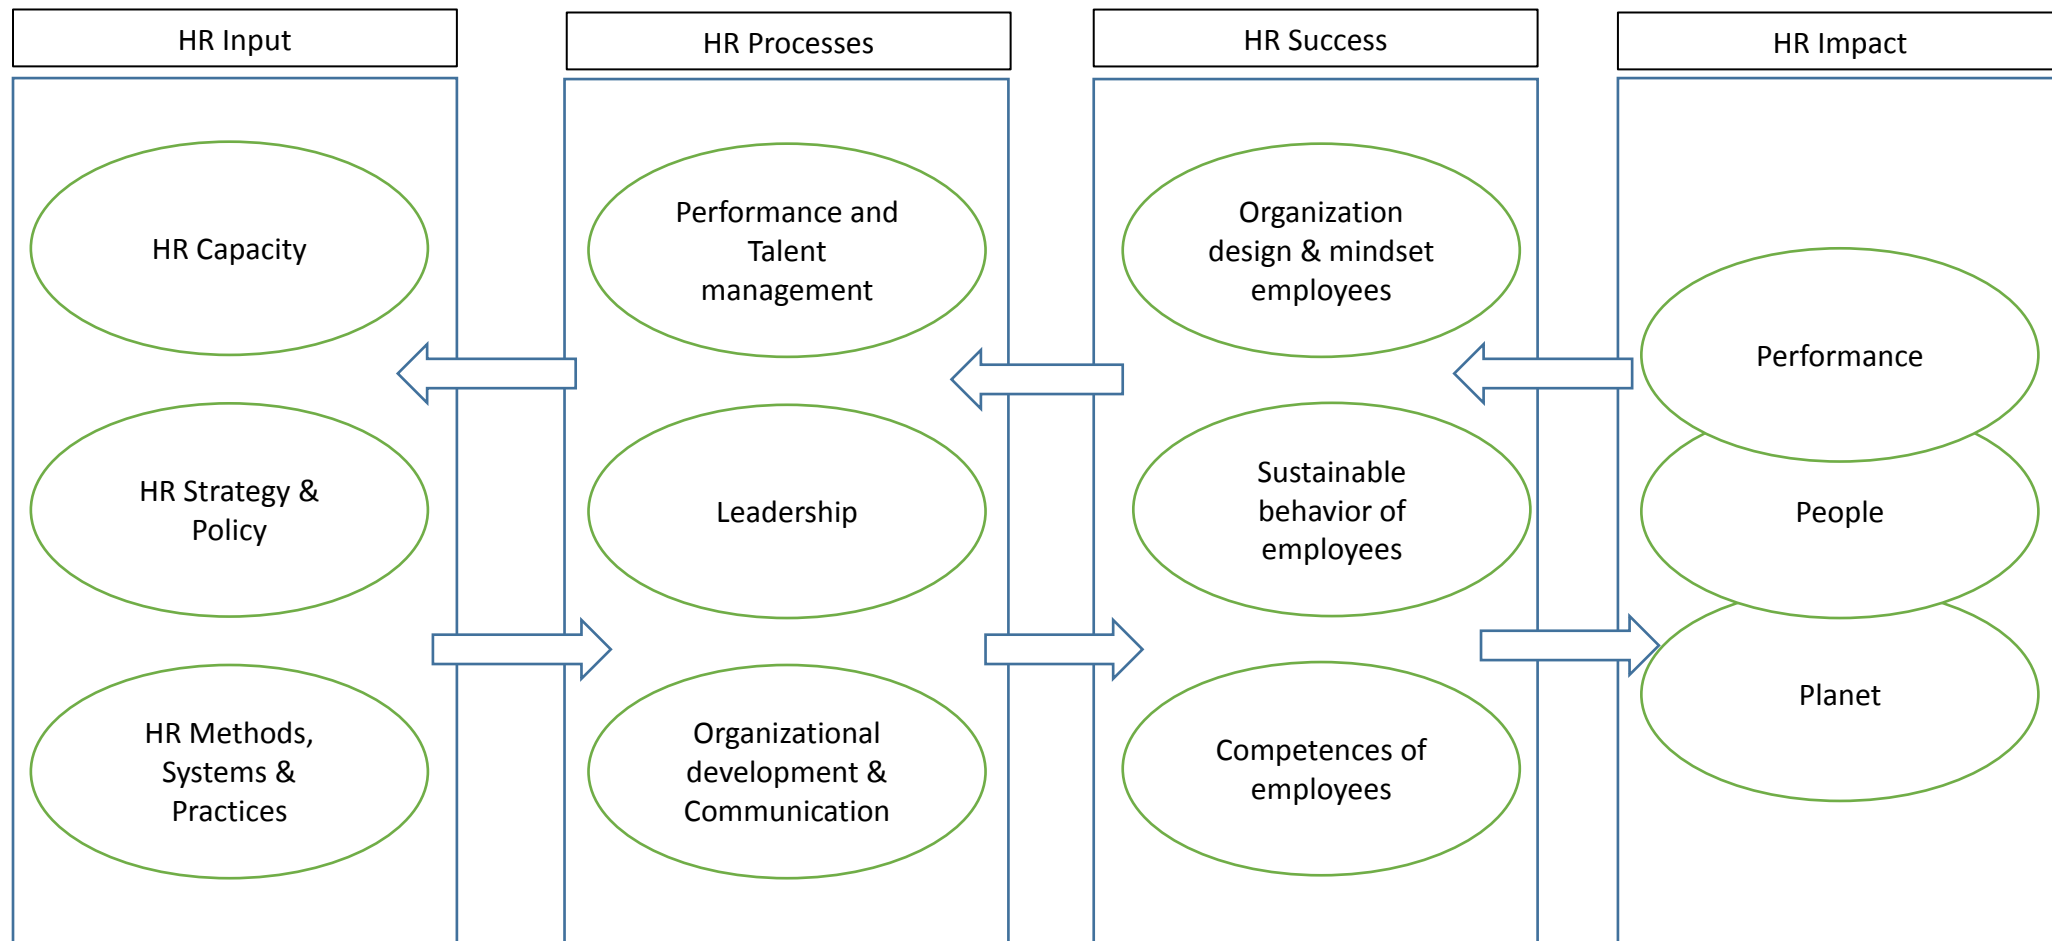 HR Input
HR Processes
HR Success
HR Impact
HR Capacity
HR Strategy &
Policy
HR Methods,
Systems &
Practices
Performance and
Talent
management
Leadership
Organizational
development &
Communication
Organization
design & mindset
employees
Sustainable
behavior of
employees
Competences of
employees
Performance
People
Planet